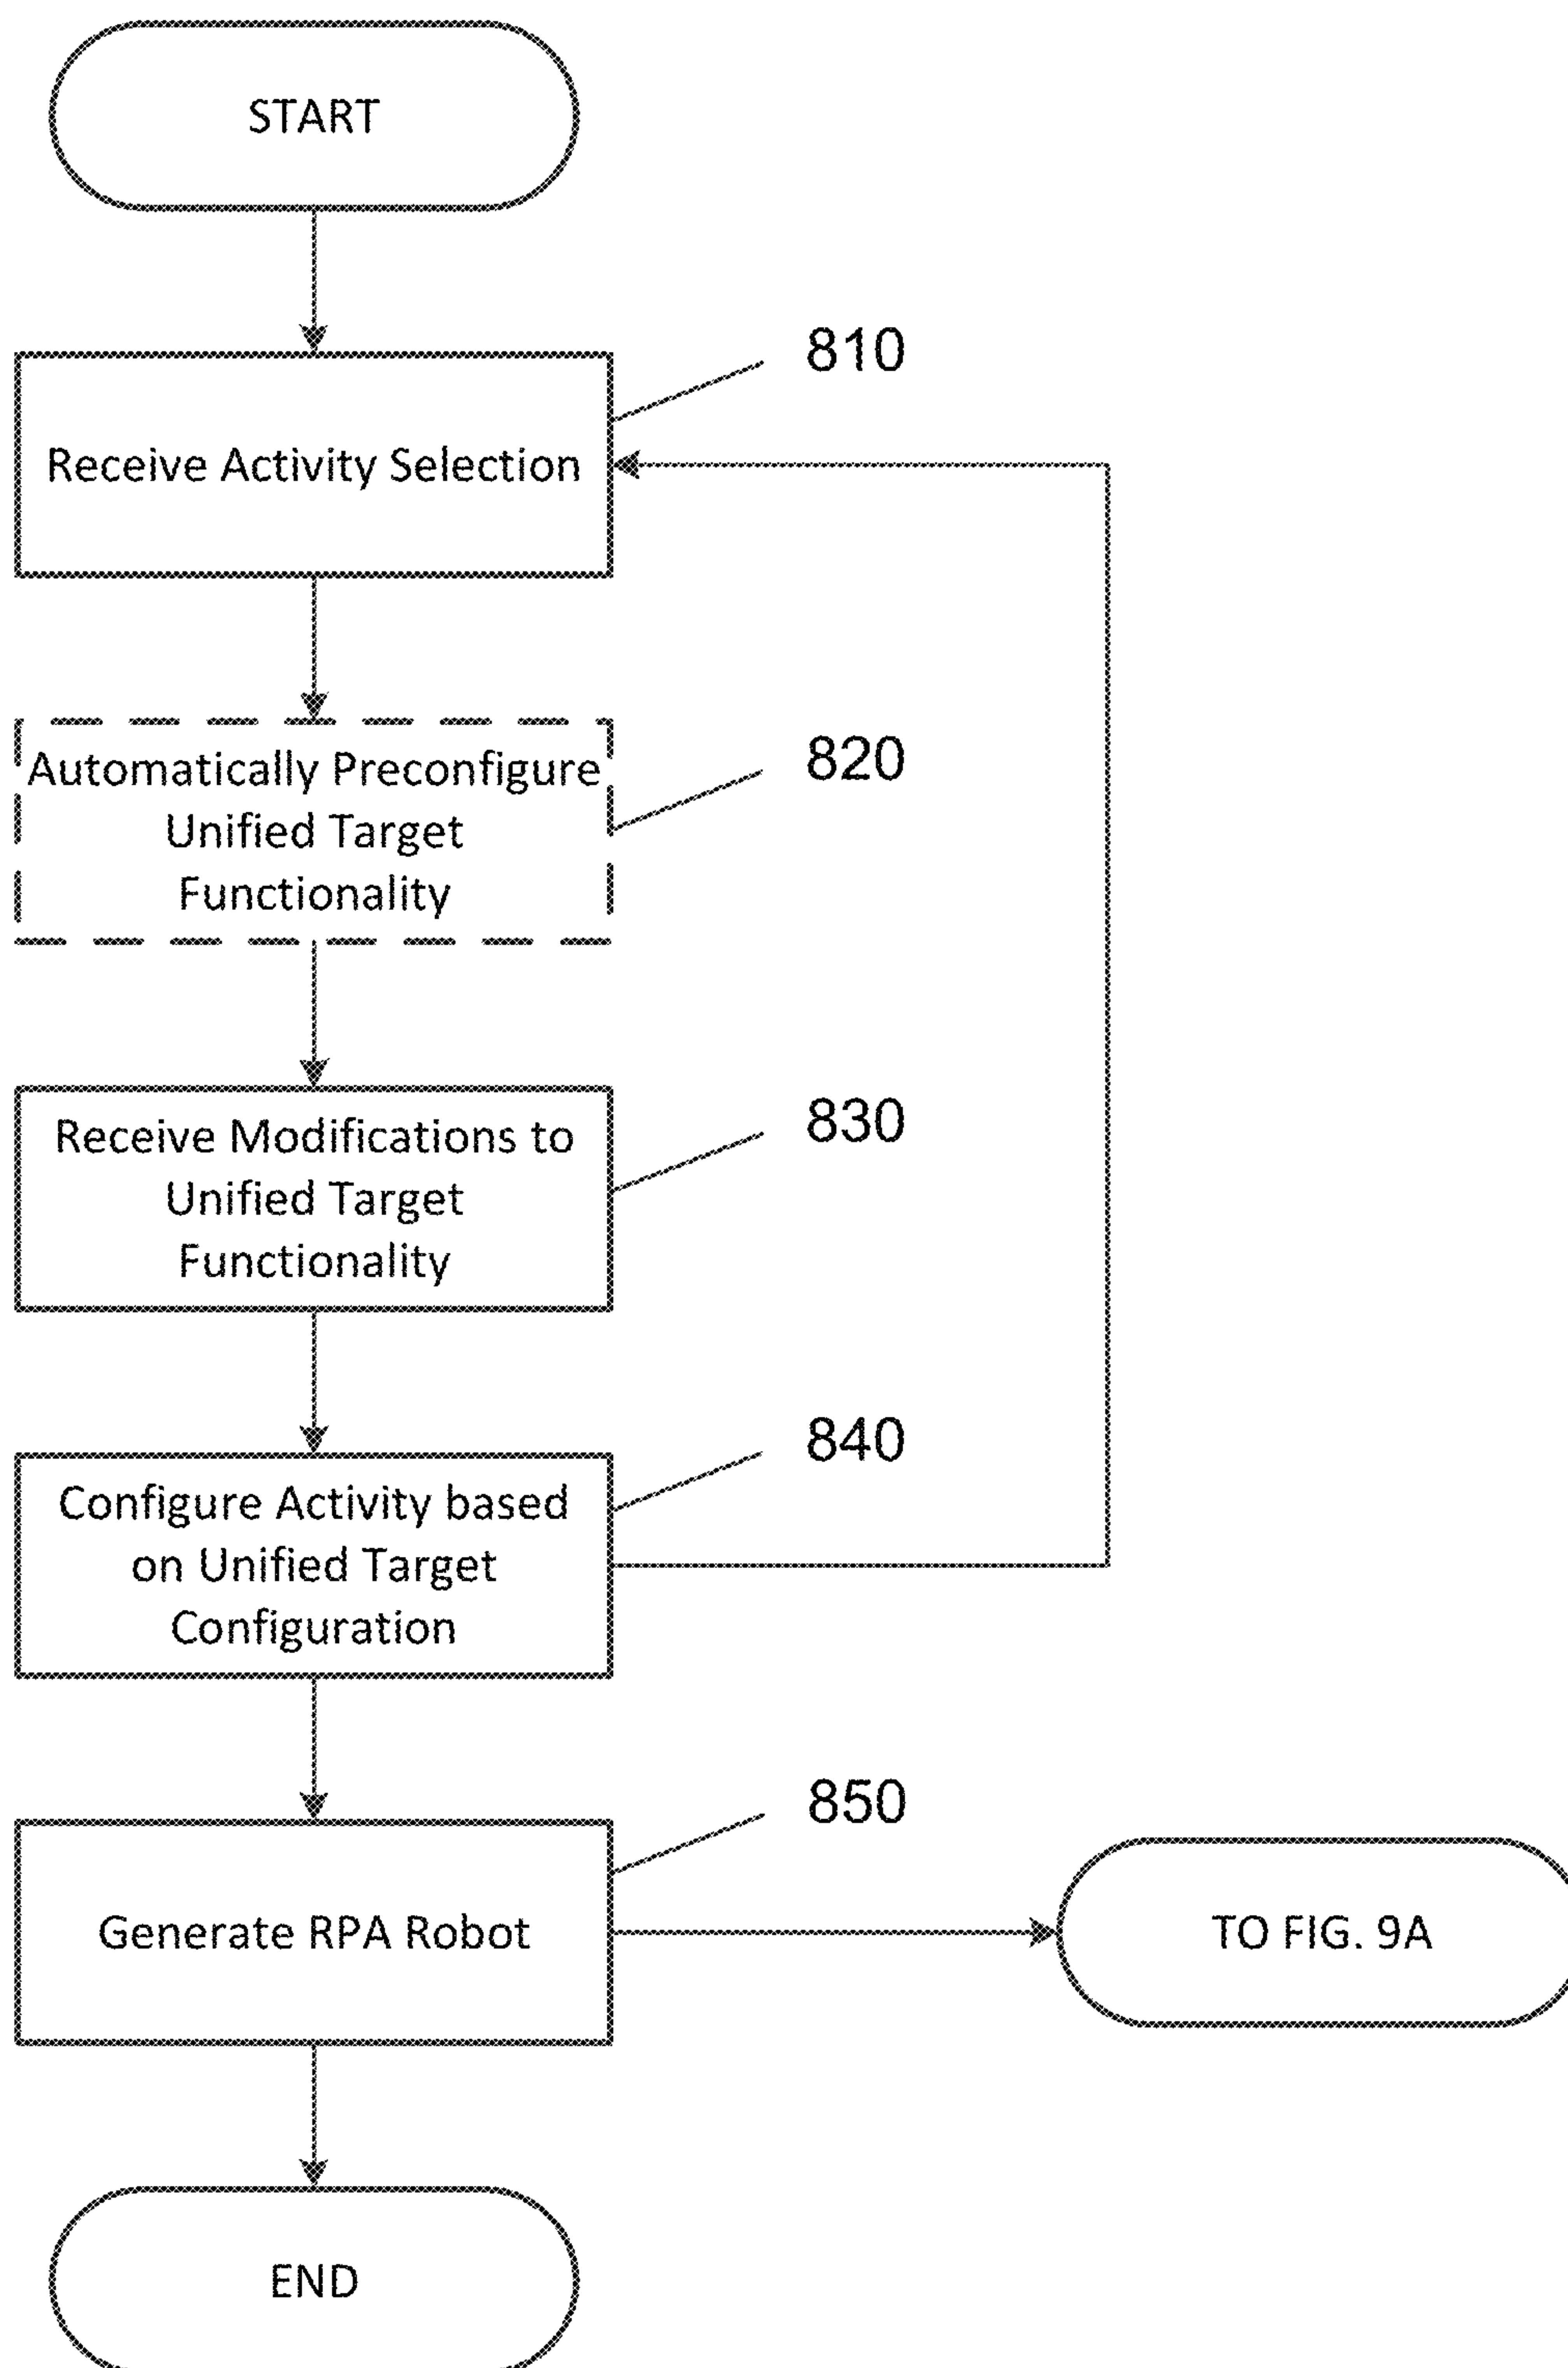 START
810
Receive Activity Selection
820
Automatically Preconfigure
Unified Target
Functionality
830
Receive Modifications to
Unified Target
Functionality
840
Configure Activity based
on Unified Target
Configuration
850
Generate RPA Robot
TO FIG. 9A
END